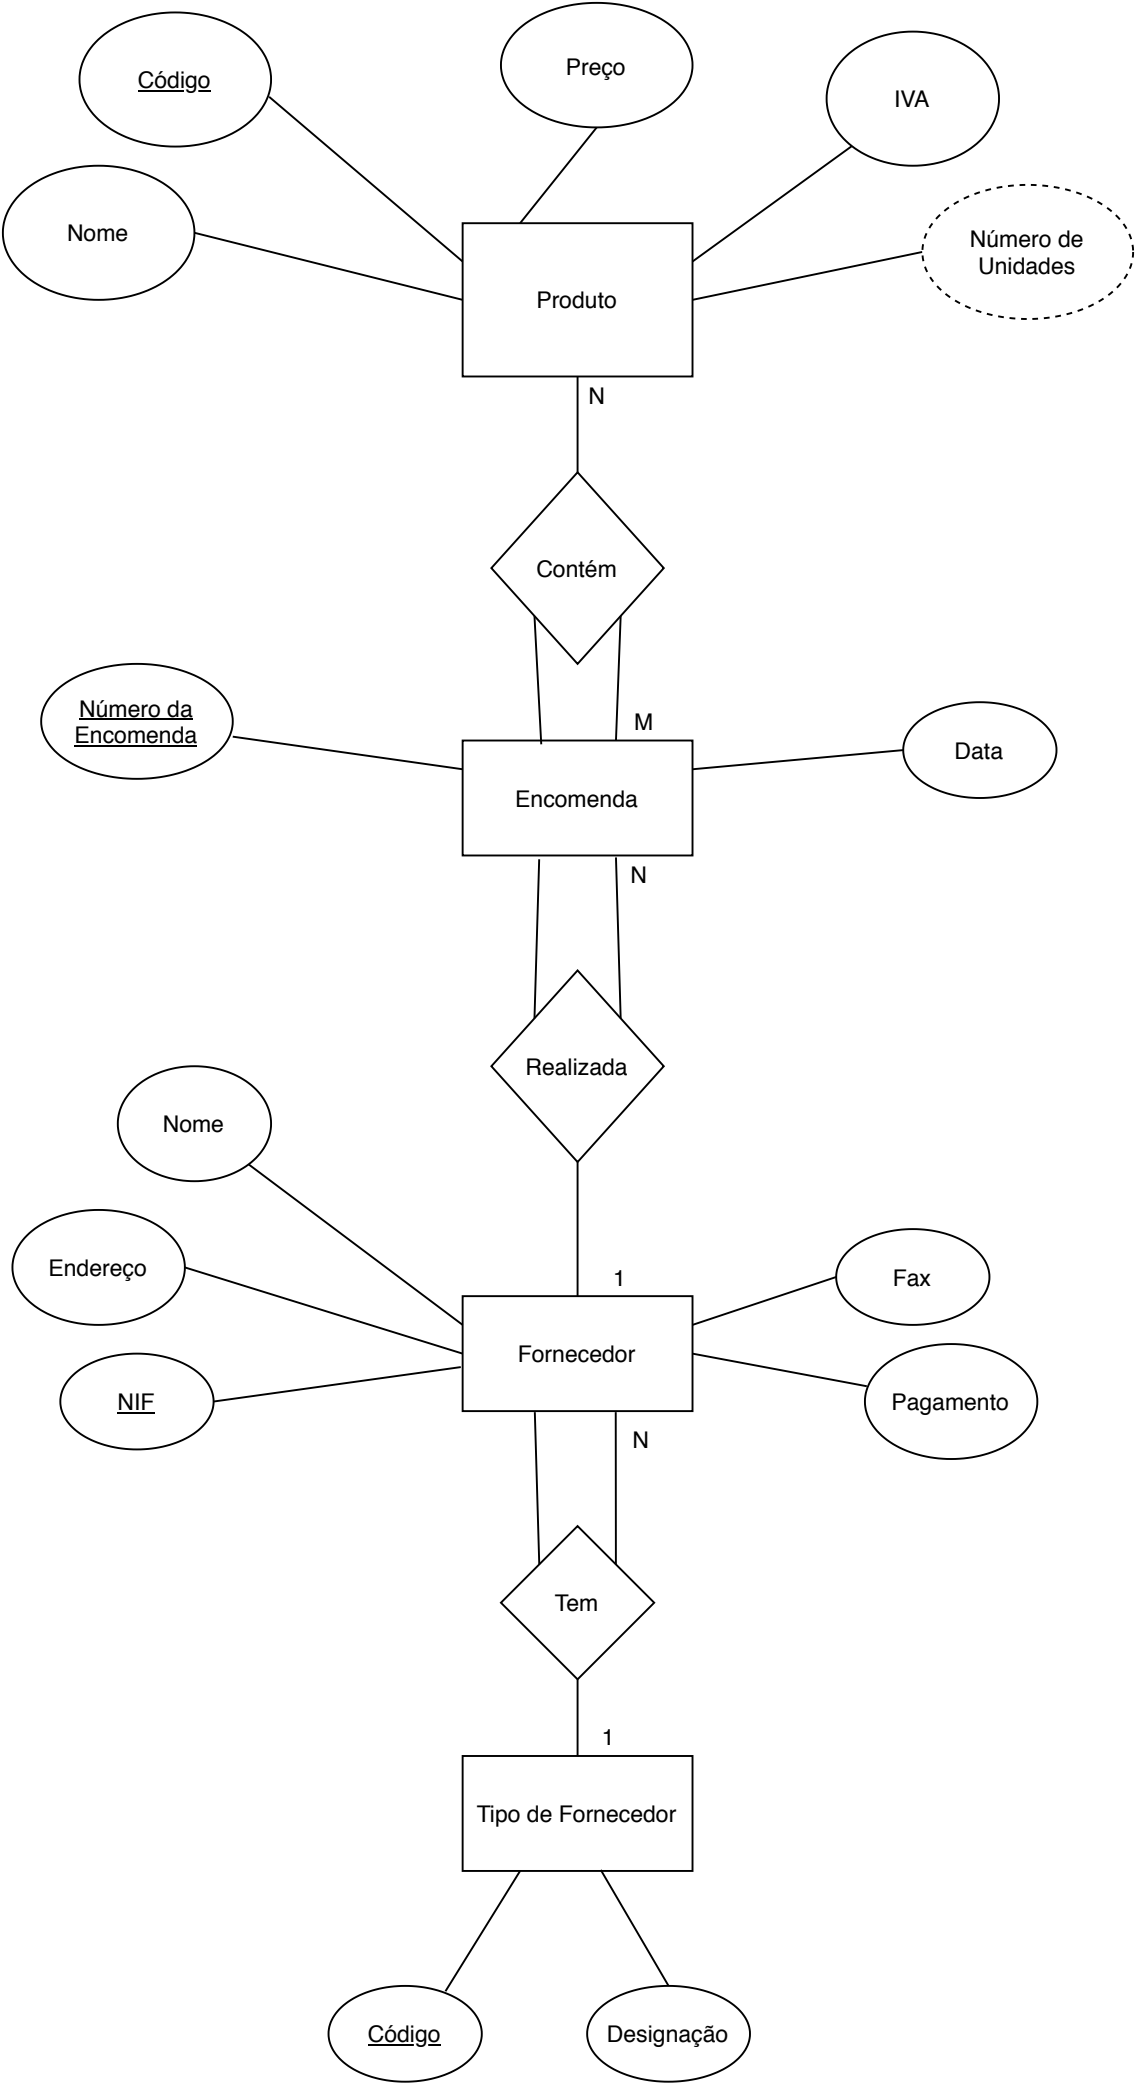 Preço
Código
IVA
Nome
Número de
Unidades
Produto
N
Contém
Número da
Encomenda
M
Data
Encomenda
N
Realizada
Nome
Endereço
1
Fax
Fornecedor
NIF
Pagamento
N
Tem
1
Tipo de Fornecedor
Código
Designação